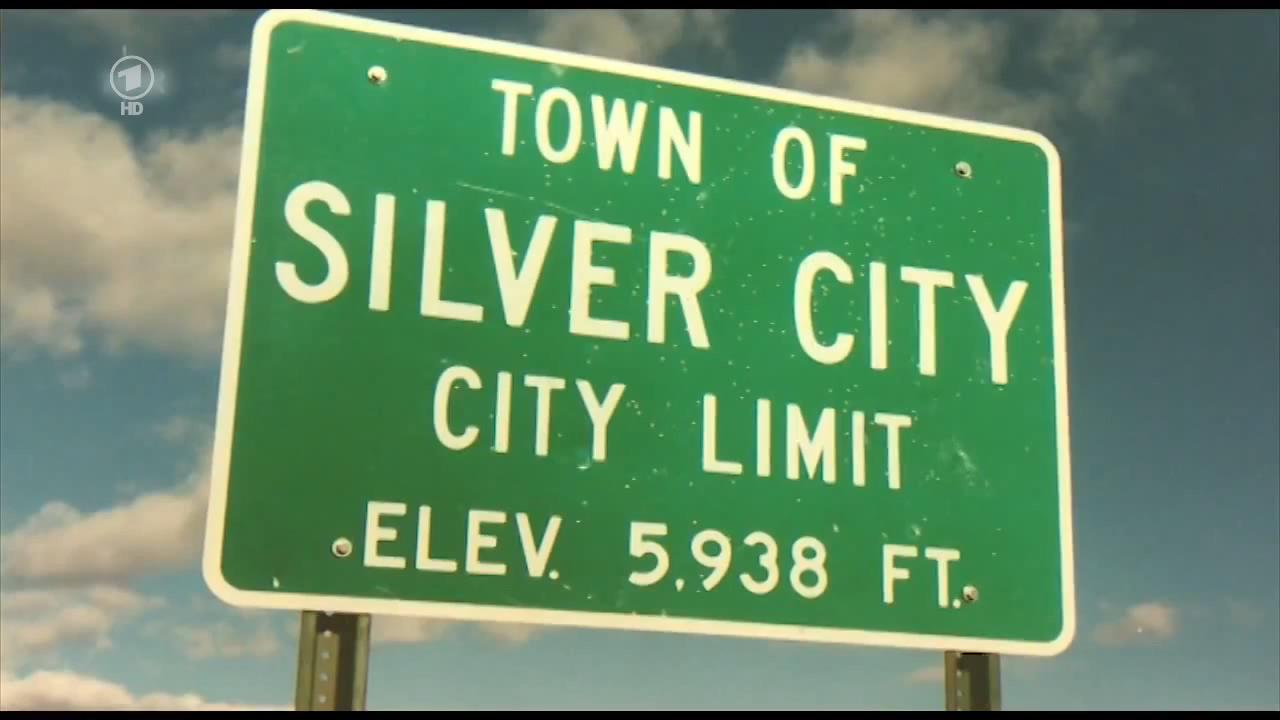 1
HD
TOWN OF
SILVER CITY
CITY LIMIT
ELEV. 5,938 FT.